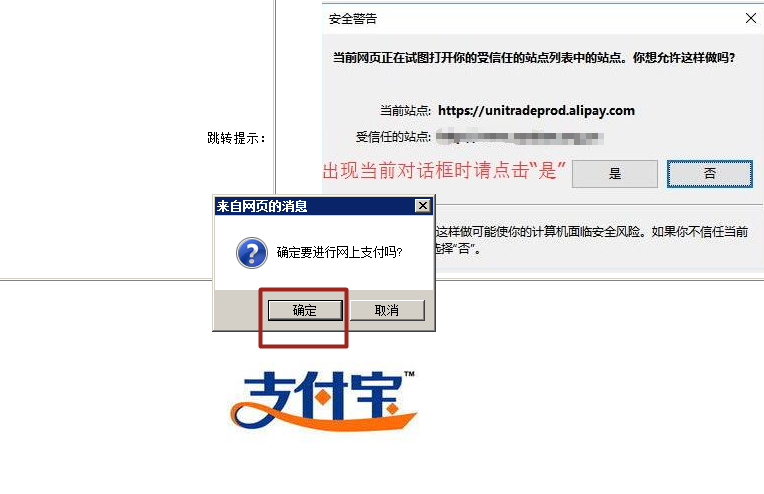 安全警告
当前网页正在试图打开你的受信任的站点列表中的站点。你想允许这样做吗?
当前站点: https://unitradeprod.alipay.com
跳转提示:
受信任的站点:
出现当前对话框时请点击“是”
是
否
来自网页的消息
这样做可能使你的计算机面临安全风险。如果你不信任当前
选择“否”。
确定要进行网上支付吗?
确定
取消
支付宝™